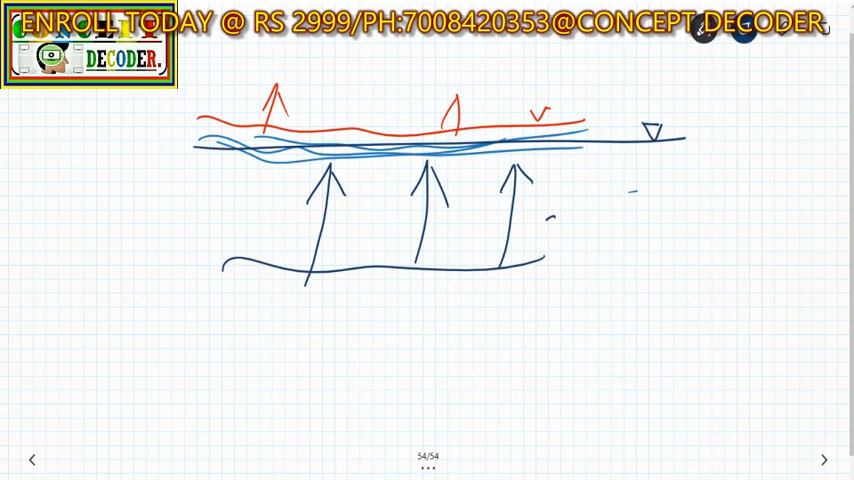 ENROLL TODAY @ RS 2999/PH:7008420353@CONCEPT DECODER
DECODER.
54/54